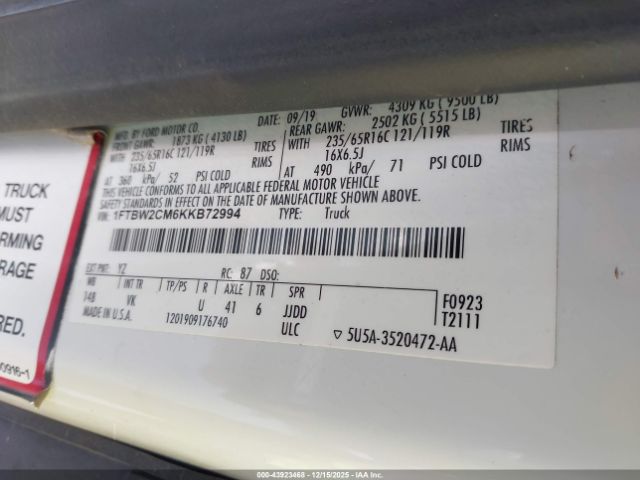 TRUCK
MUST
RMING
RAGE
RED.
0916-1
MFD. BY FORD MOTOR CO.
FRONT GAWR: 1873 KG ( 4130 LB)
WITH 235/65R16C 121/119R TIRES
16X6.5J RIMS
AT 360 kPa/ 52 PSI COLD
DATE: 09/19 GVWR: 4309 KG ( 9500 LB)
REAR GAWR: 2502 KG ( 5515 LB)
WITH 235/65R16C 121/119R TIRES
16X6.5J RIMS
AT 490 kPa/ 71 PSI COLD
THIS VEHICLE CONFORMS TO ALL APPLICABLE FEDERAL MOTOR VEHICLE
SAFETY STANDARDS IN EFFECT ON THE DATE OF MANUFACTURE SHOWN ABOVE.
VIN: 1FTBW2CM6KKB72994 TYPE: Truck
EXT PNT: YZ RC: 87 DSO:
WB INT TR TP/PS R AXLE TR SPR
148 VK U 41 6 JJDD
MADE IN U.S.A. 1201909176740 ULC
F0923
T2111
5U5A-3520472-AA
00-43923468 - 12/15/2025 - IAAI.COM